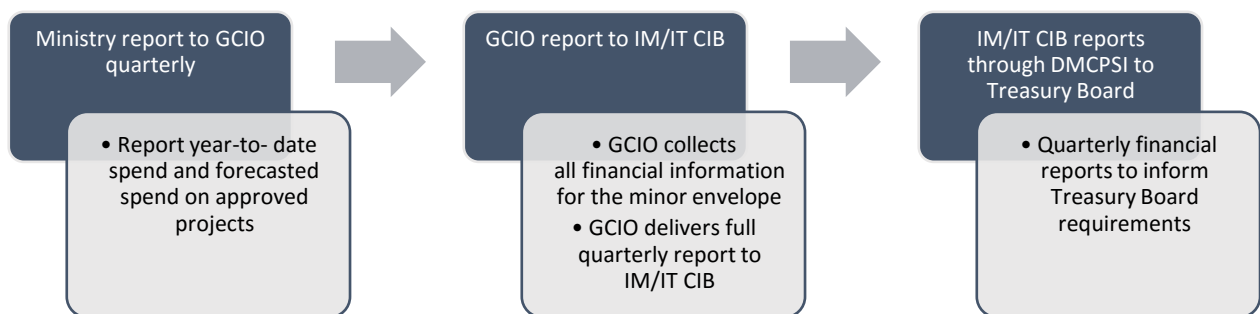 Ministry report to GCIO
quarterly
• Report year-to- date
spend and forecasted
spend on approved
projects
GCIO report to IM/IT CIB
• GCIO collects
all financial information
for the minor envelope
• GCIO delivers full
quarterly report to
IM/IT CIB
IM/IT CIB reports
through DMCPSI to
Treasury Board
• Quarterly financial
reports to inform
Treasury Board
requirements